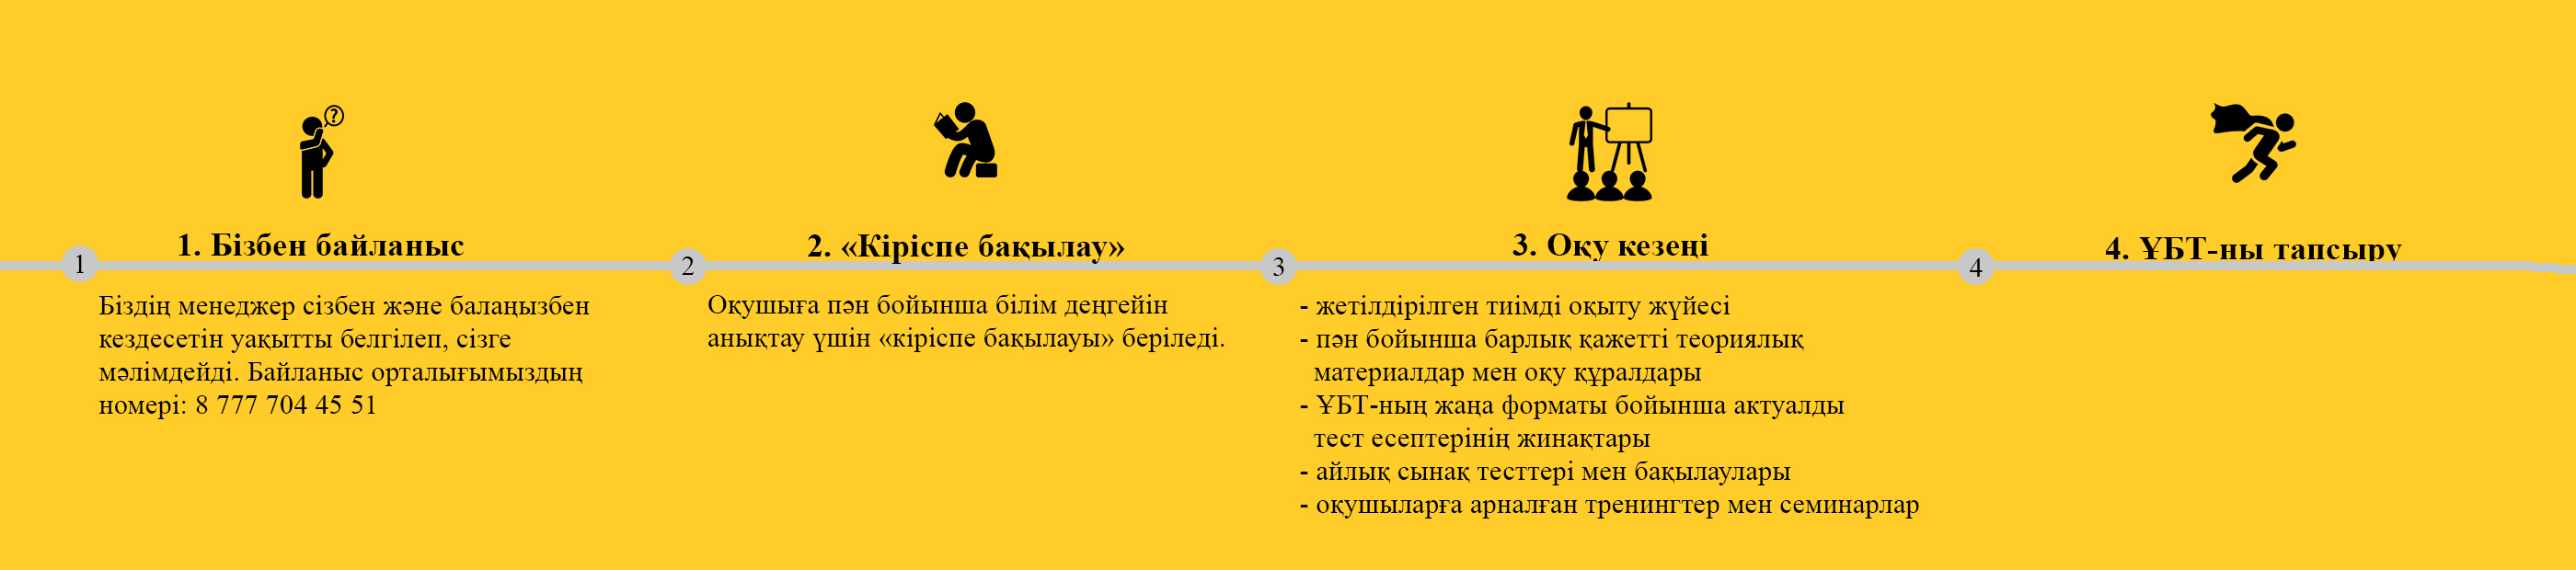 ?
1. Бізбен байланыс
1
Біздің менеджер сізбен және балаңызбен
кездесетін уақытты белгілеп, сізге
мәлімдейді. Байланыс орталығымыздың
номері: 8 777 704 45 51
2. «Кіріспе бақылау»
2
Оқушыға пән бойынша білім деңгейін
анықтау үшін «кіріспе бақылауы» беріледі.
3. Оқу кезеңі
3
- жетілдірілген тиімді оқыту жүйесі
- пән бойынша барлық қажетті теориялық
материалдар мен оқу құралдары
- ҰБТ-ның жаңа форматы бойынша актуалды
тест есептерінің жинақтары
- айлық сынақ тесттері мен бақылаулары
- оқушыларға арналған тренингтер мен семинарлар
4. ҰБТ-ны тапсыру
4